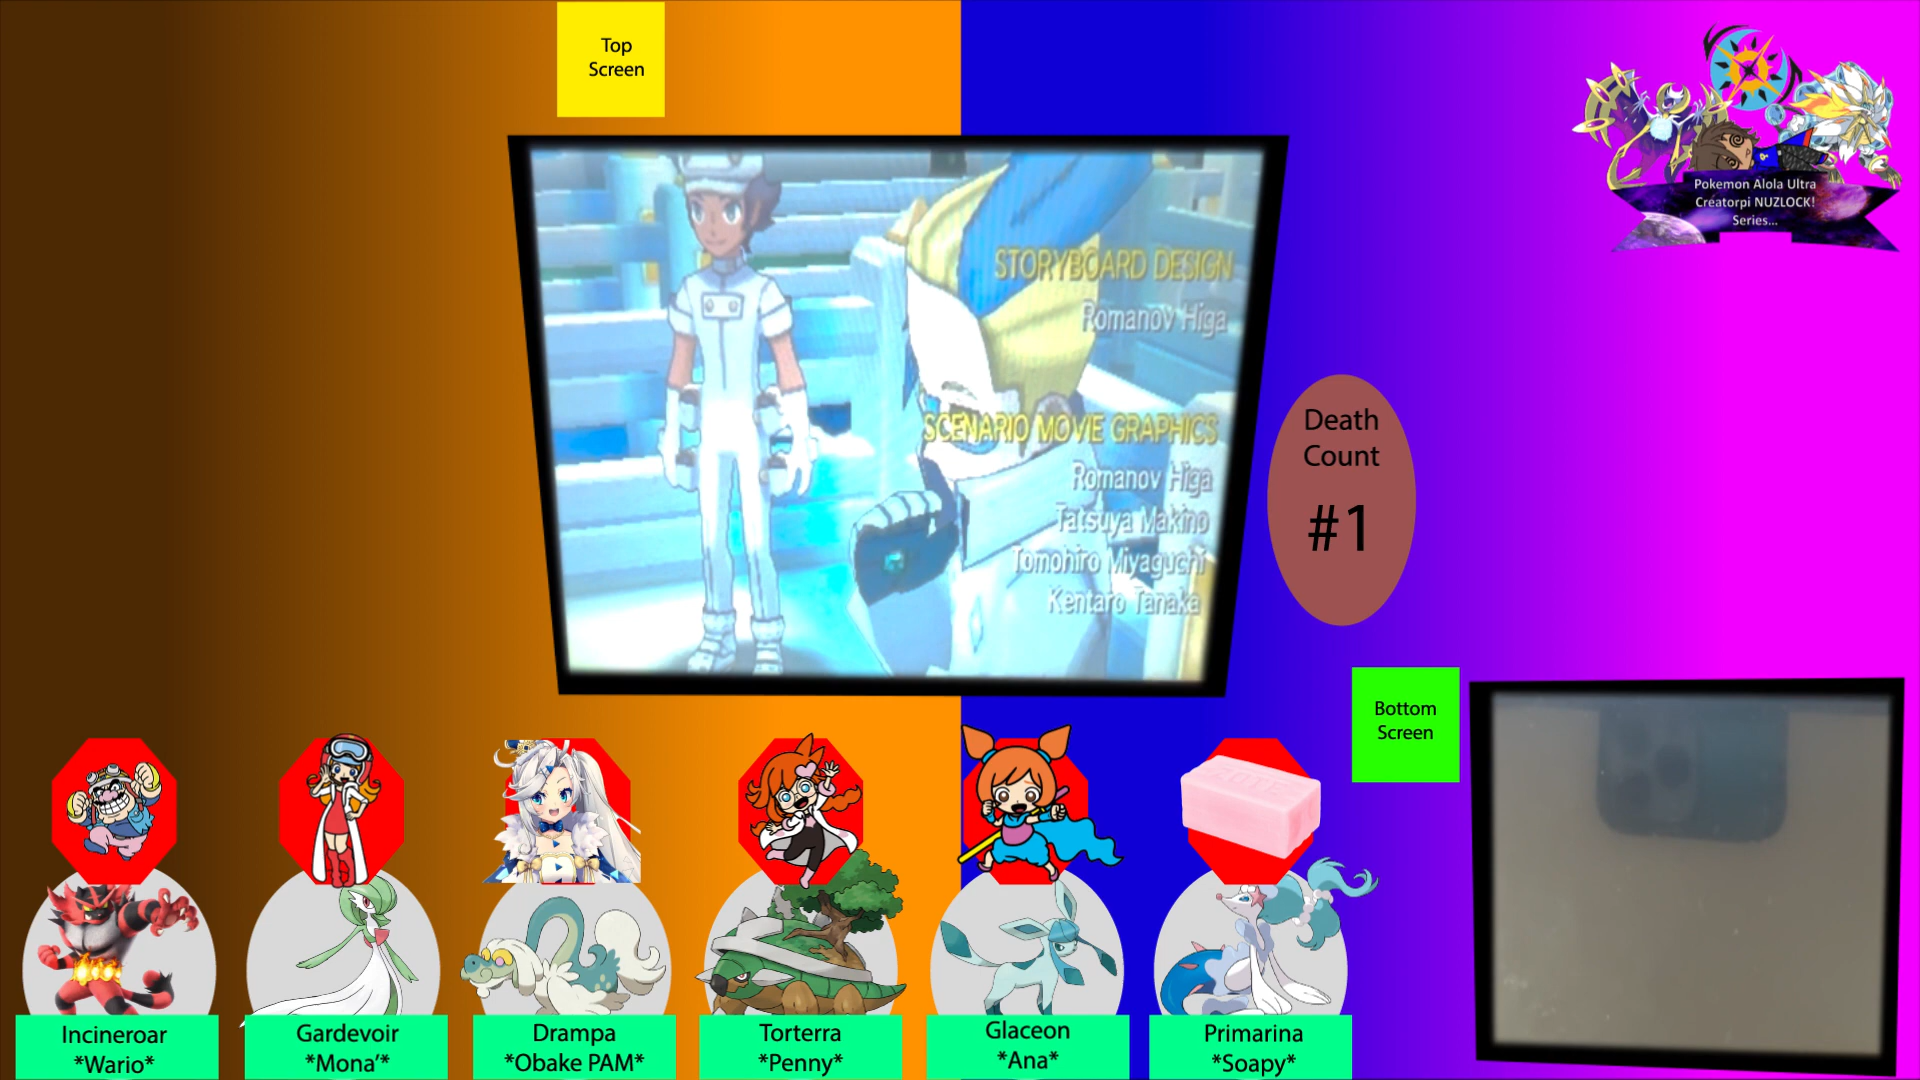 Top
Screen
Pokemon Alola Ultra
Creatorpi NUZLOCK!
Series...
STORYBOARD DESIGN
Romanov Higa
SCENARIO MOVIE GRAPHICS
Romanov Higa
Tatsuya Makino
Tomohiro Miyaguchi
Kentaro Tanaka
Death
Count
#1
Bottom
Screen
ZOTE
Incineroar
*Wario*
Gardevoir
*Mona’*
Drampa
*Obake PAM*
Torterra
*Penny*
Glaceon
*Ana*
Primarina
*Soapy*